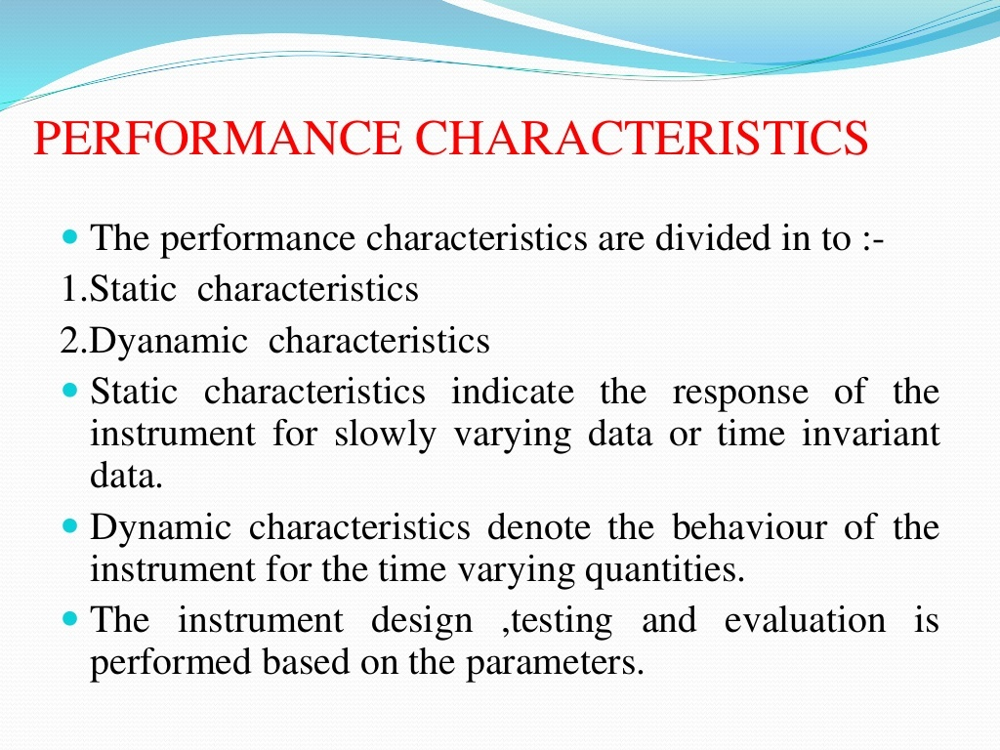 PERFORMANCE CHARACTERISTICS
The performance characteristics are divided in to :-
1.Static characteristics
2.Dyanamic characteristics
Static characteristics indicate the response of the
instrument for slowly varying data or time invariant
data.
Dynamic characteristics denote the behaviour of the
instrument for the time varying quantities.
The instrument design ,testing and evaluation is
performed based on the parameters.